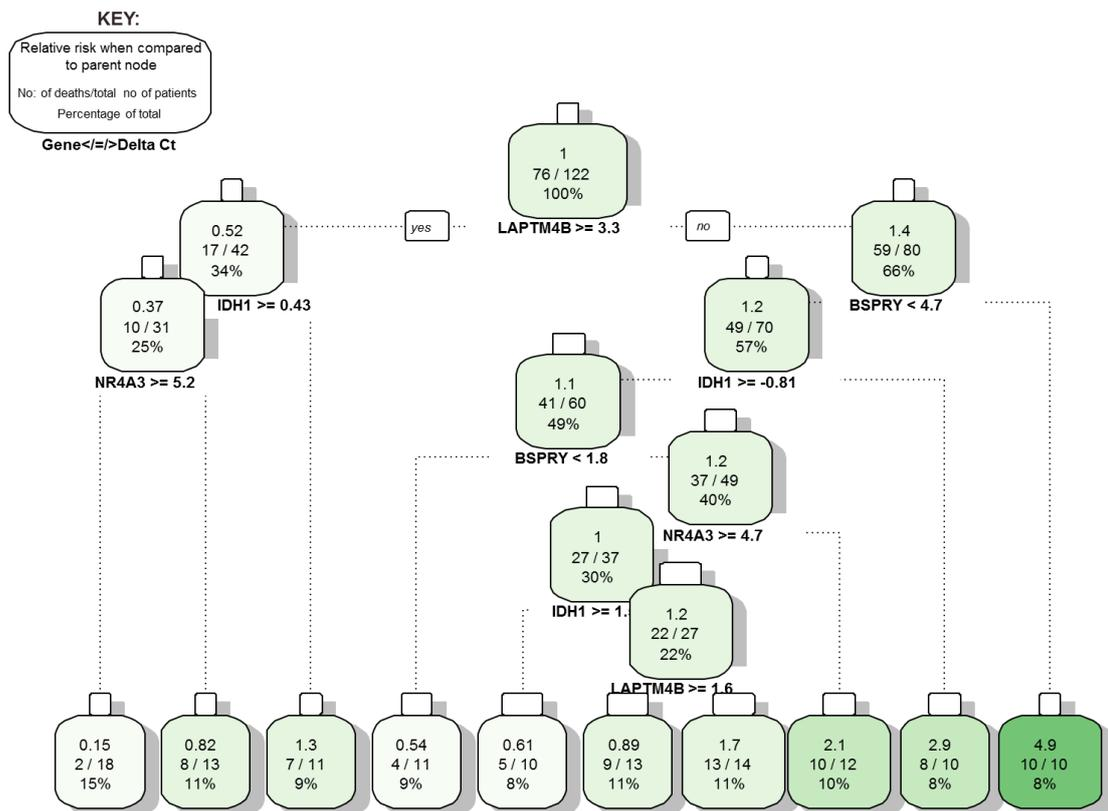 KEY:
Relative risk when compared
to parent node
No: of deaths/total no of patients
Percentage of total
Gene</=/>Delta Ct
1
76 / 122
100%
LAPTM4B >= 3.3
yes
no
0.52
17 / 42
34%
IDH1 >= 0.43
1.4
59 / 80
66%
BSPRY < 4.7
0.37
10 / 31
25%
NR4A3 >= 5.2
1.2
49 / 70
57%
IDH1 >= -0.81
1.1
41 / 60
49%
BSPRY < 1.8
1.2
37 / 49
40%
NR4A3 >= 4.7
1
27 / 37
30%
IDH1 >= 1.
1.2
22 / 27
22%
LAPTM4B >= 1.6
0.15
2 / 18
15%
0.82
8 / 13
11%
1.3
7 / 11
9%
0.54
4 / 11
9%
0.61
5 / 10
8%
0.89
9 / 13
11%
1.7
13 / 14
11%
2.1
10 / 12
10%
2.9
8 / 10
8%
4.9
10 / 10
8%